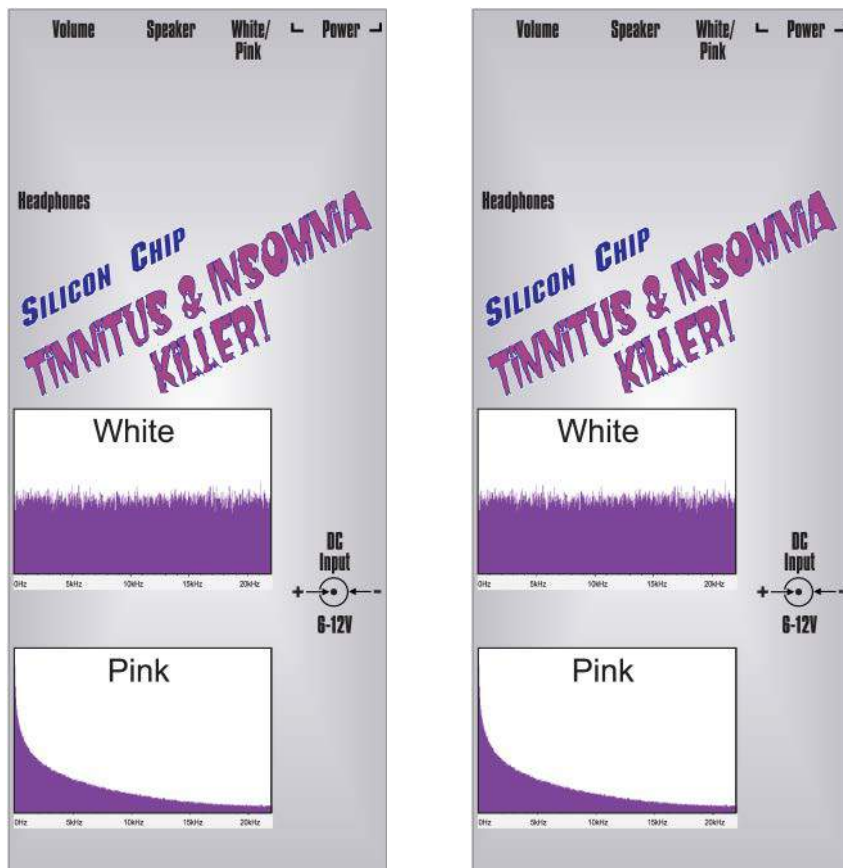 Volume Speaker White/ Power
Pink
Headphones
SILICON CHIP
TINNITUS & INSOMNIA
KILLER!
White
0Hz 5kHz 10kHz 15kHz 20kHz
DC
Input
+ -
6-12V
Pink
0Hz 5kHz 10kHz 15kHz 20kHz
Volume Speaker White/ Power
Pink
Headphones
SILICON CHIP
TINNITUS & INSOMNIA
KILLER!
White
0Hz 5kHz 10kHz 15kHz 20kHz
DC
Input
+ -
6-12V
Pink
0Hz 5kHz 10kHz 15kHz 20kHz